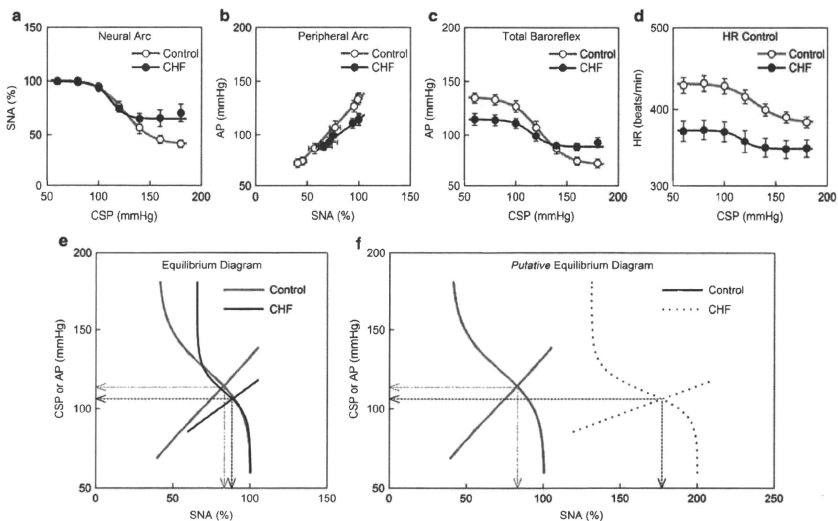 a
Neural Arc
Control
CHF
SNA (%)
150
100
50
0
50
100
150
200
CSP (mmHg)
b
Peripheral Arc
Control
CHF
AP (mmHg)
200
150
100
50
0
50
100
150
SNA (%)
c
Total Baroreflex
Control
CHF
AP (mmHg)
200
150
100
50
0
50
100
150
200
CSP (mmHg)
d
HR Control
Control
CHF
HR (beats/min)
500
450
400
350
300
50
100
150
200
CSP (mmHg)
e
Equilibrium Diagram
Control
CHF
CSP or AP (mmHg)
200
150
100
50
0
50
100
150
SNA (%)
f
Putative Equilibrium Diagram
Control
CHF
CSP or AP (mmHg)
200
150
100
50
0
50
100
150
200
250
SNA (%)